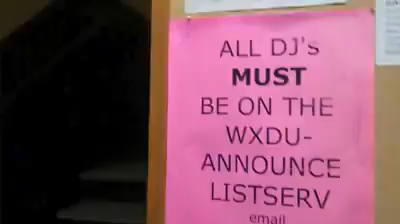 ALL DJ's
MUST
BE ON THE
WXDU-
ANNOUNCE
LISTSERV
email